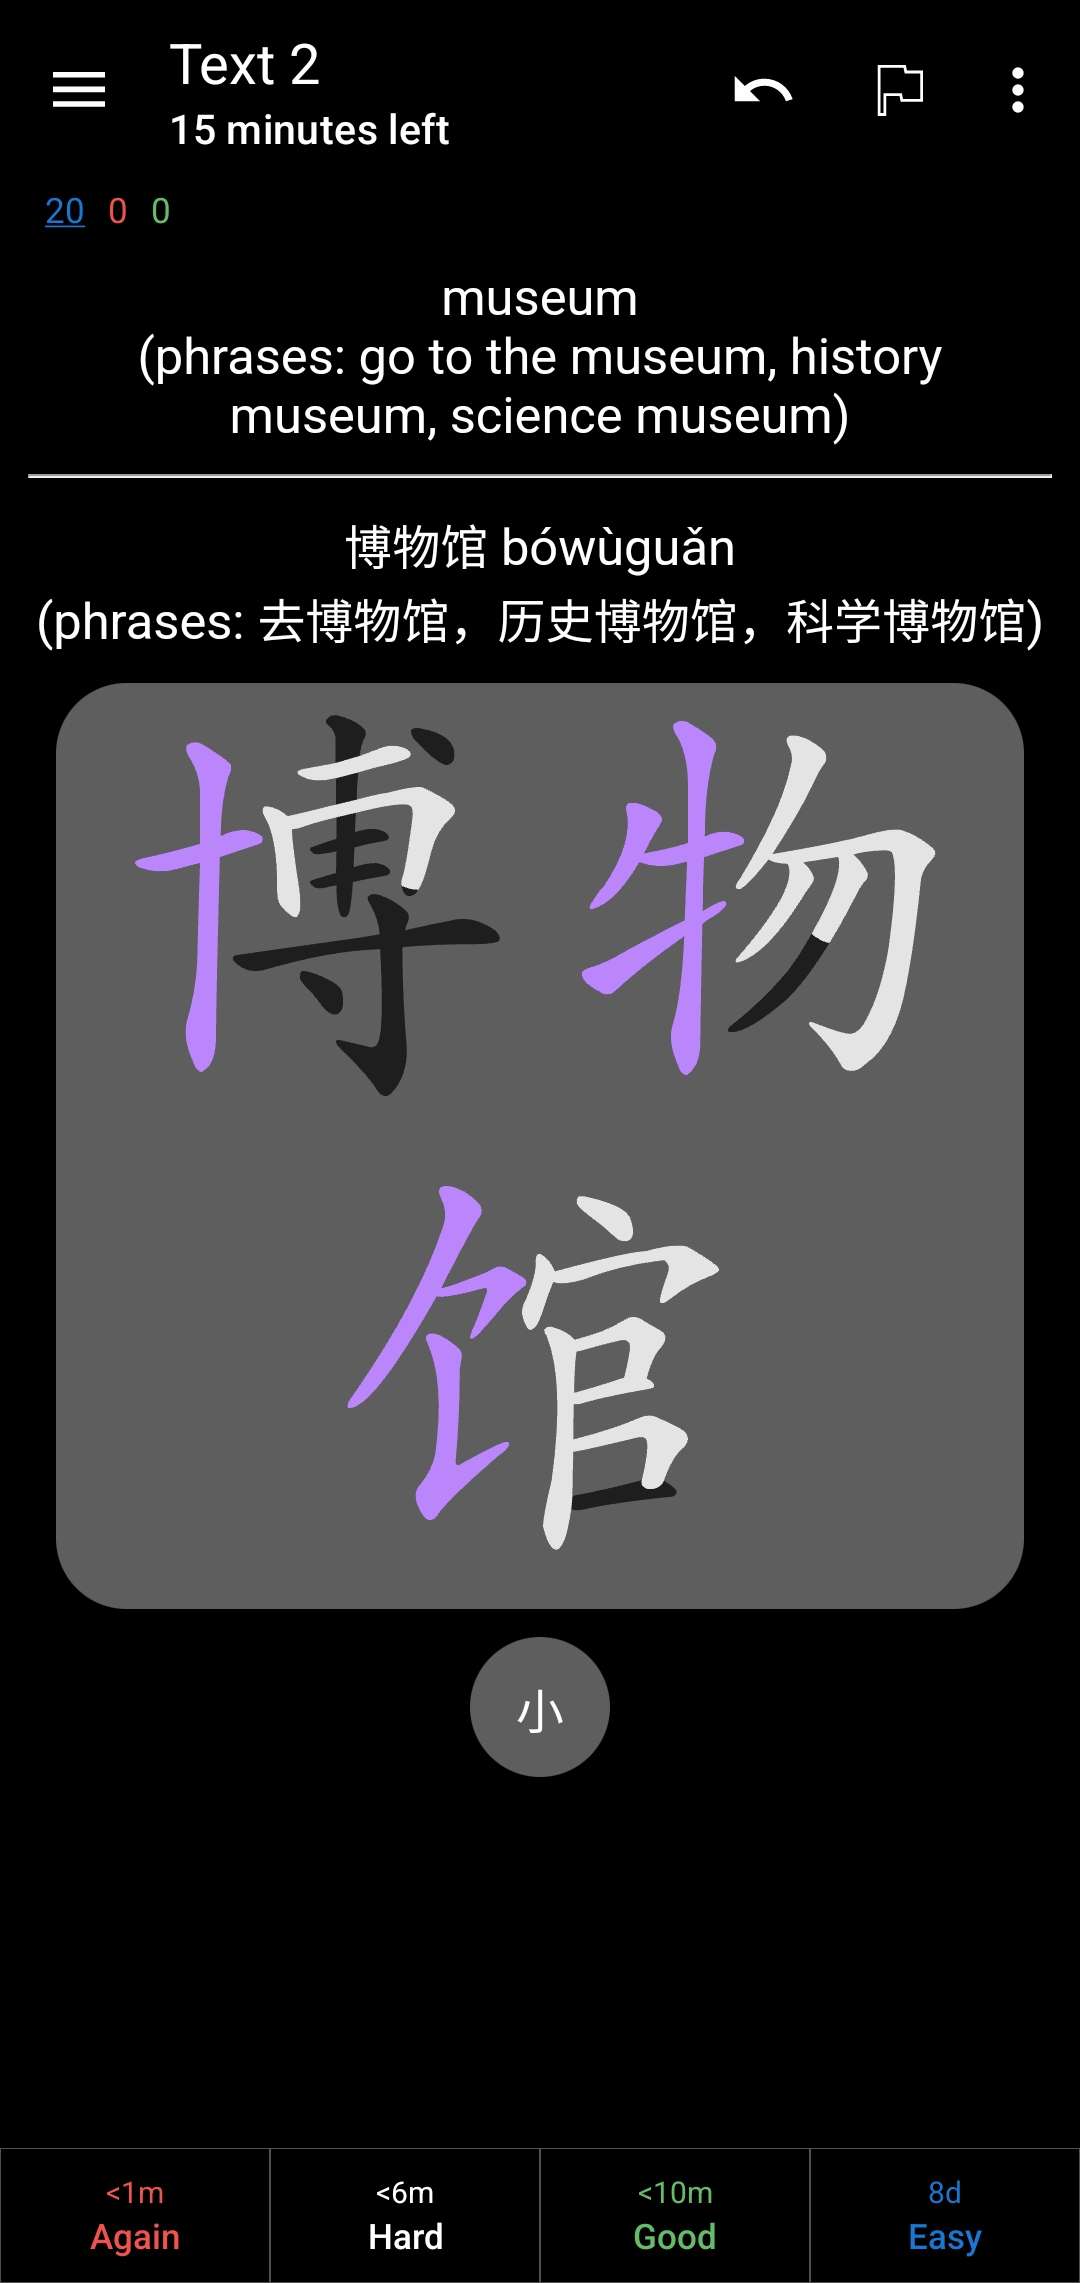 Text 2
15 minutes left
20 0 0
museum
(phrases: go to the museum, history
museum, science museum)
博物馆 bówùguǎn
(phrases: 去博物馆，历史博物馆，科学博物馆)
博物
馆
小
<1m <6m <10m 8d
Again Hard Good Easy